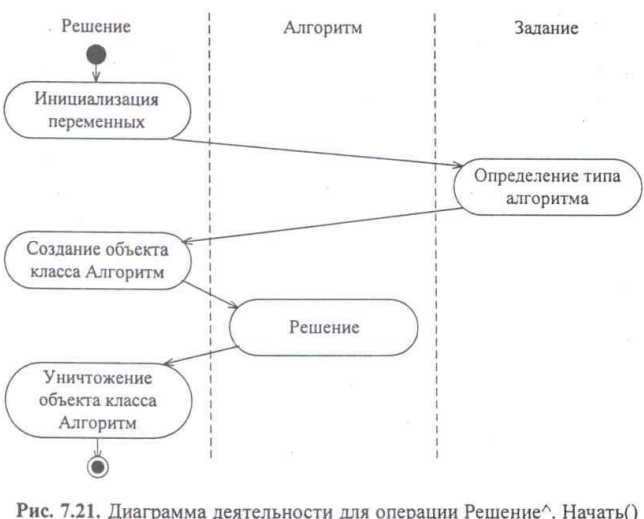 Решение
Алгоритм
Задание
Инициализация
переменных
Определение типа
алгоритма
Создание объекта
класса Алгоритм
Решение
Уничтожение
объекта класса
Алгоритм
Рис. 7.21. Диаграмма деятельности для операции Решение^. Начать()